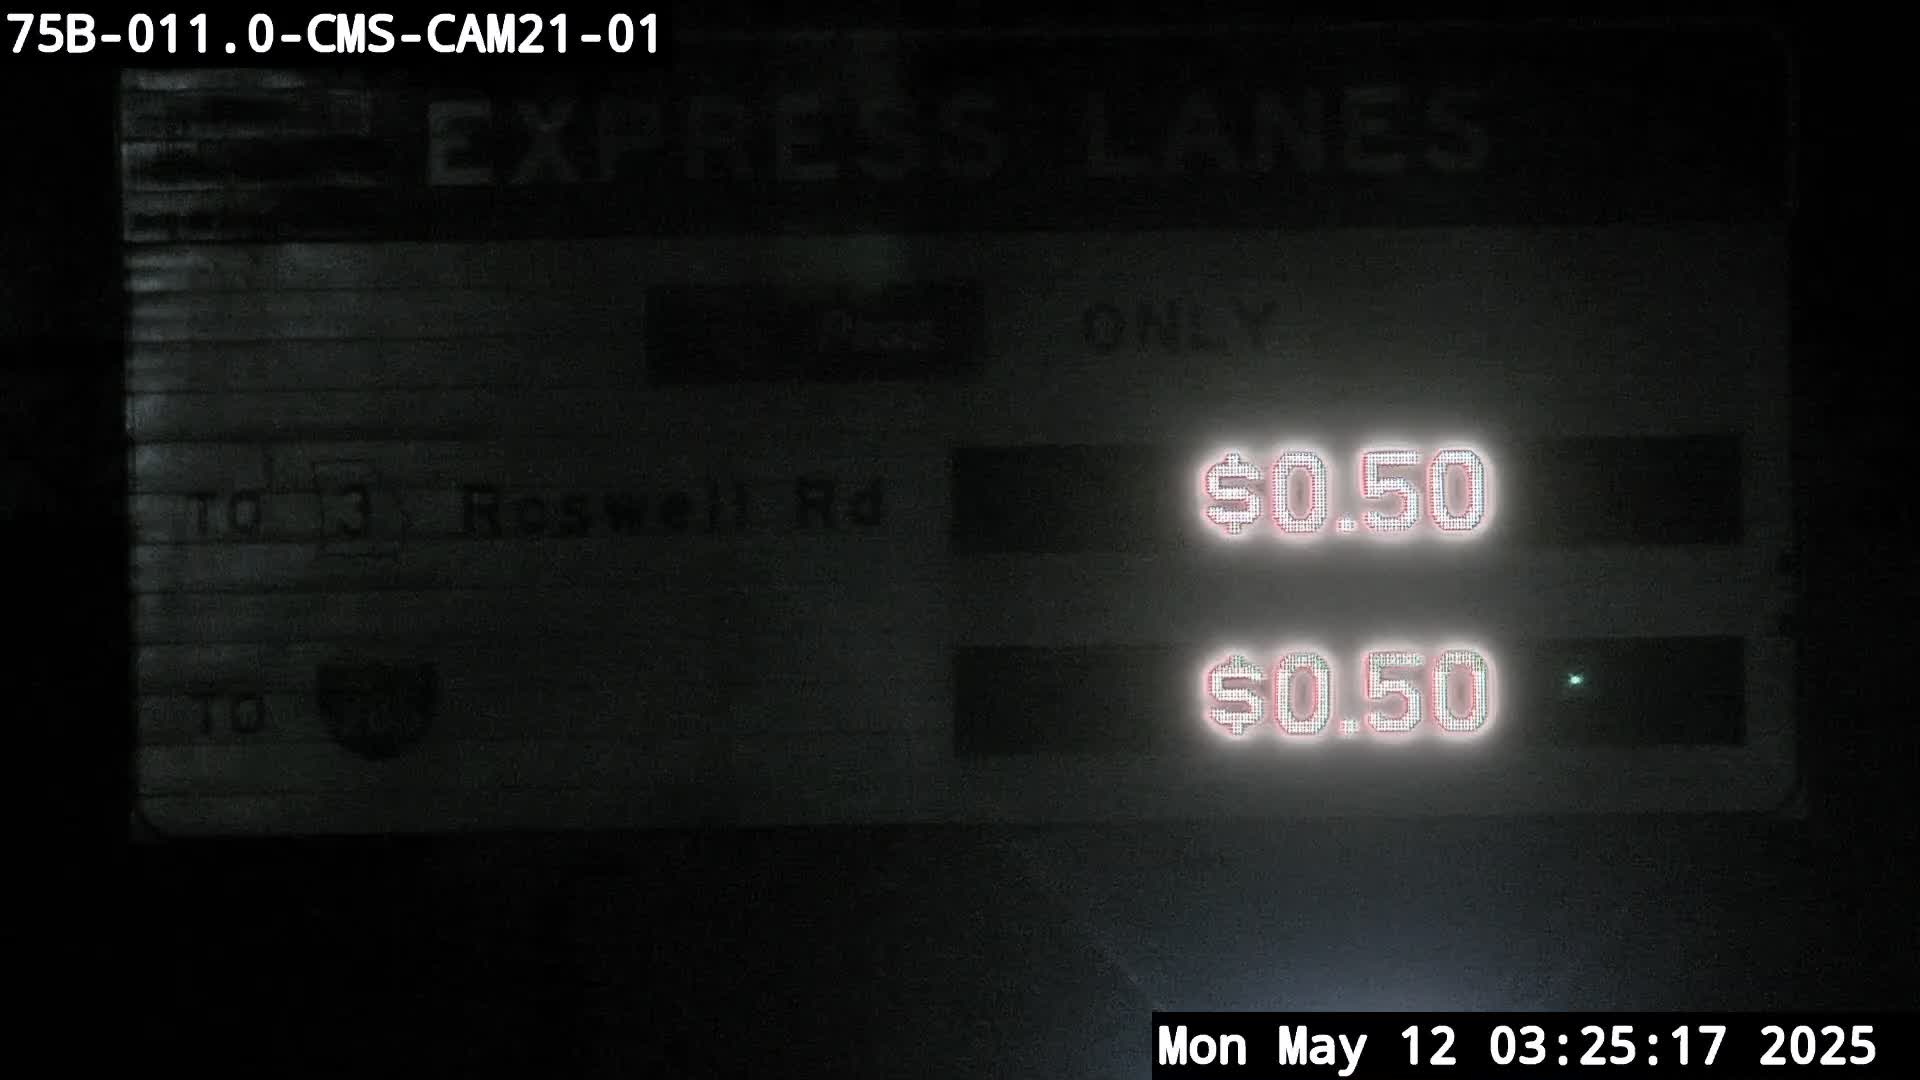 75B-011.0-CMS-CAM21-01
EXPRESS LANES
Pass ONLY
TO 3 Roswell Rd $0.50
TO $0.50
Mon May 12 03:25:17 2025